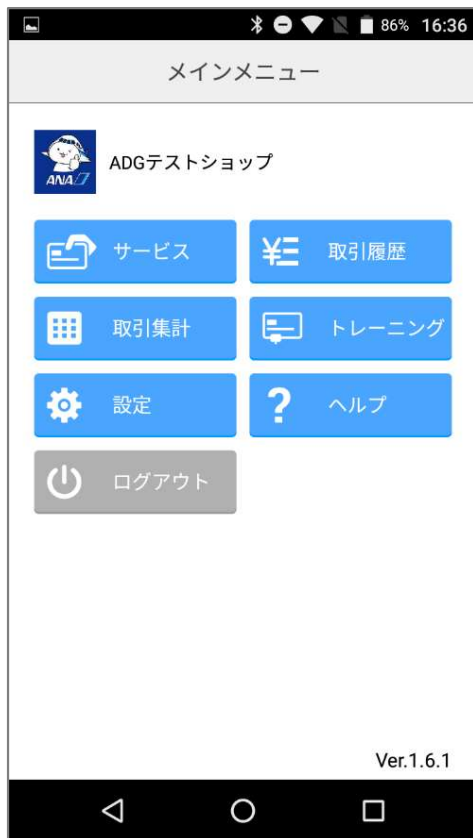 86% 16:36
メインメニュー
ANA
ADGテストショップ
サービス
取引履歴
取引集計
トレーニング
設定
ヘルプ
ログアウト
Ver.1.6.1